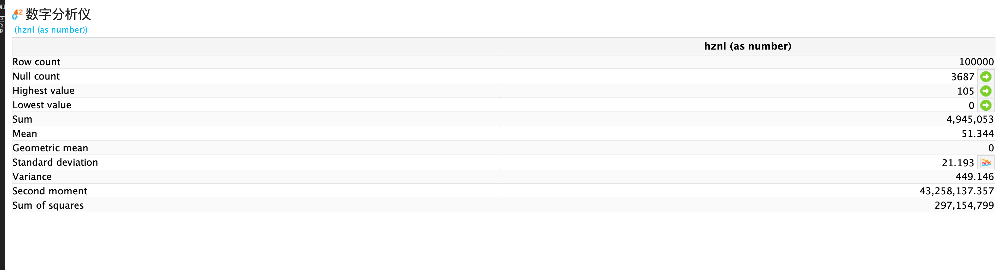 hide
42 数字分析仪
(hznl (as number))
hznl (as number)
Row count 100000
Null count 3687
Highest value 105
Lowest value 0
Sum 4,945,053
Mean 51.344
Geometric mean 0
Standard deviation 21.193
Variance 449.146
Second moment 43,258,137.357
Sum of squares 297,154,799